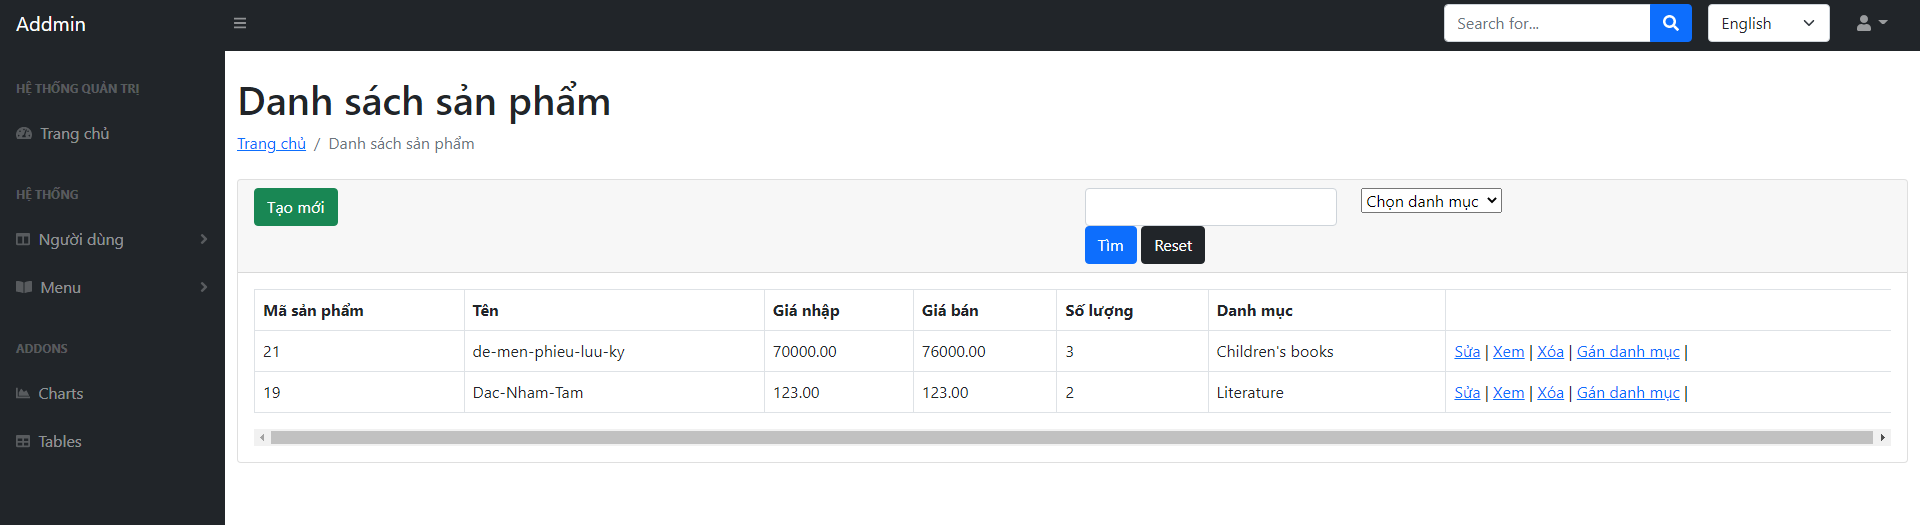 Addmin
Search for...
English
HỆ THỐNG QUẢN TRỊ
Trang chủ
HỆ THỐNG
Người dùng
Menu
ADDONS
Charts
Tables
Danh sách sản phẩm
Trang chủ / Danh sách sản phẩm
Tạo mới
Chọn danh mục
Tìm Reset
Mã sản phẩm Tên Giá nhập Giá bán Số lượng Danh mục
21 de-men-phieu-luu-ky 70000.00 76000.00 3 Children's books Sửa | Xem | Xóa | Gán danh mục |
19 Dac-Nham-Tam 123.00 123.00 2 Literature Sửa | Xem | Xóa | Gán danh mục |